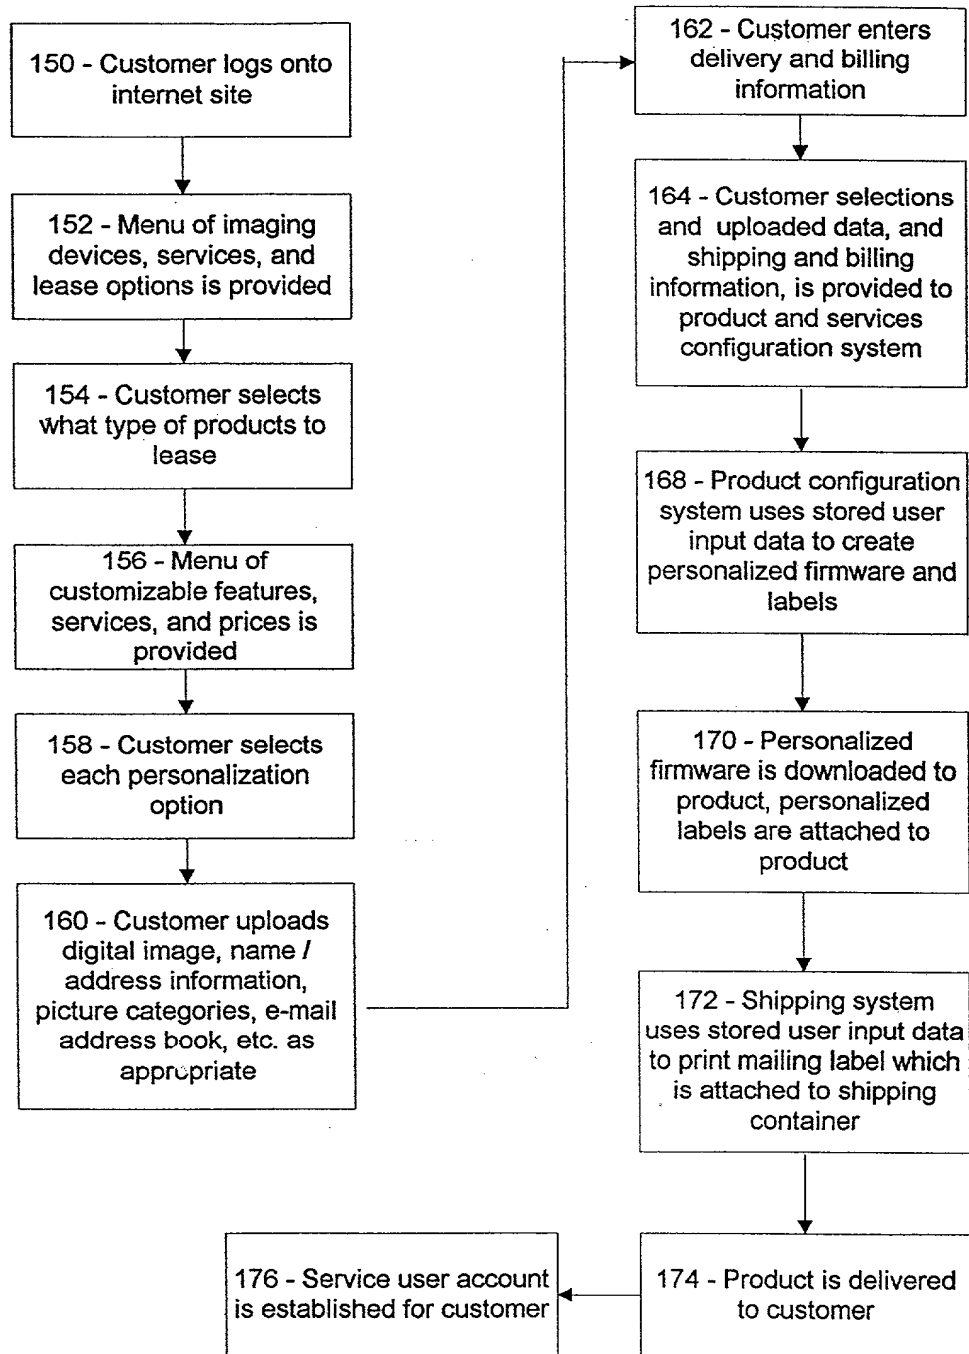 150 - Customer logs onto
internet site
152 - Menu of imaging
devices, services, and
lease options is provided
154 - Customer selects
what type of products to
lease
156 - Menu of
customizable features,
services, and prices is
provided
158 - Customer selects
each personalization
option
160 - Customer uploads
digital image, name /
address information,
picture categories, e-mail
address book, etc. as
appropriate
162 - Customer enters
delivery and billing
information
164 - Customer selections
and uploaded data, and
shipping and billing
information, is provided to
product and services
configuration system
168 - Product configuration
system uses stored user
input data to create
personalized firmware and
labels
170 - Personalized
firmware is downloaded to
product, personalized
labels are attached to
product
172 - Shipping system
uses stored user input data
to print mailing label which
is attached to shipping
container
174 - Product is delivered
to customer
176 - Service user account
is established for customer